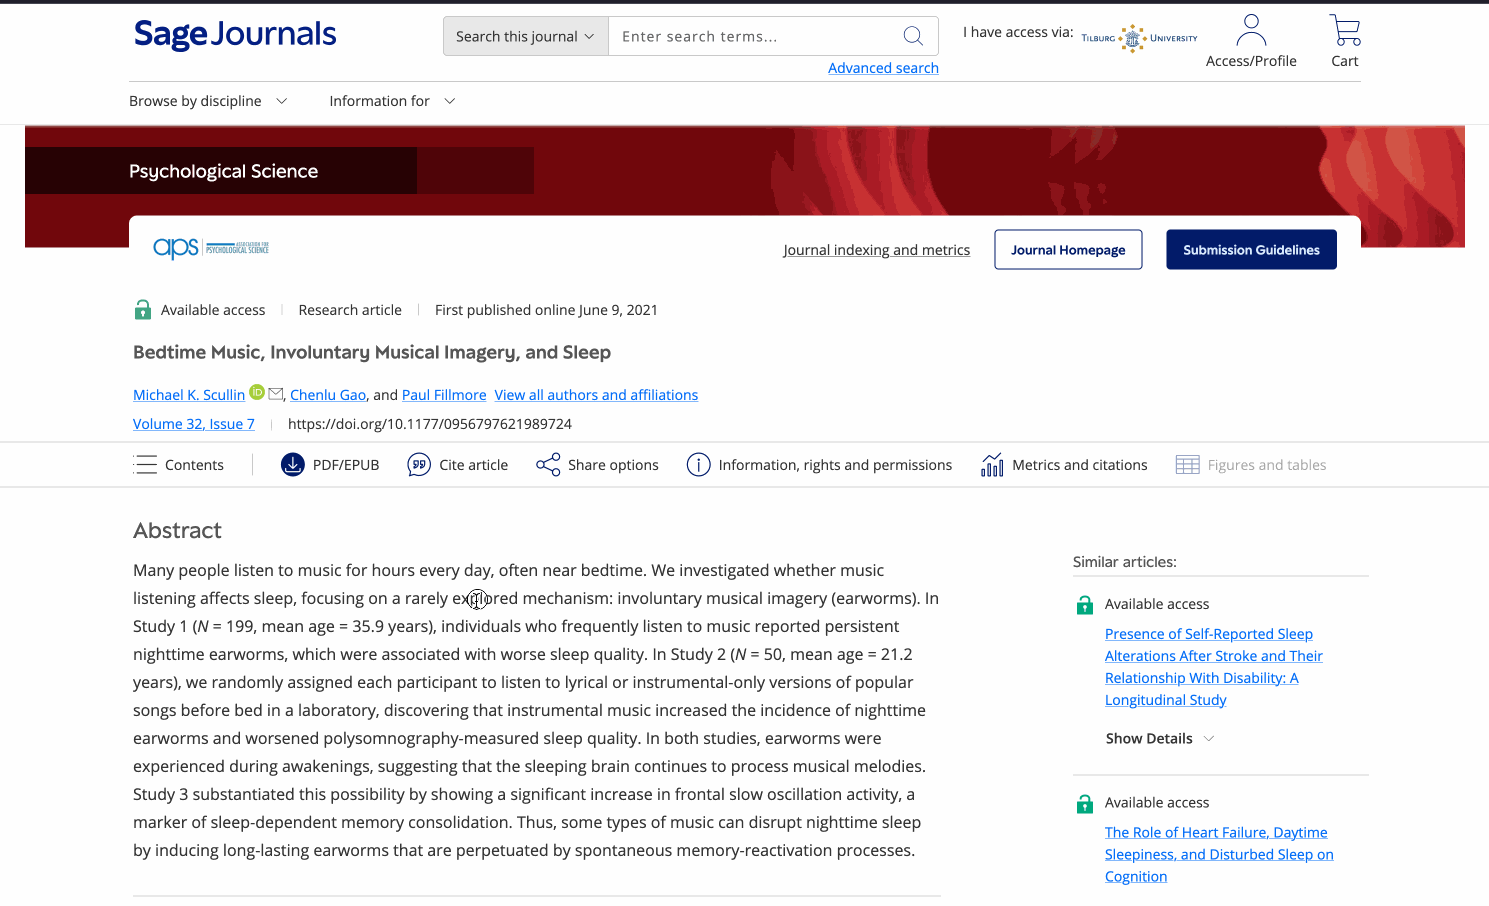 Sage Journals
Search this journal
Enter search terms...
I have access via:
TILBURG UNIVERSITY
Access/Profile
Cart
Advanced search
Browse by discipline
Information for
Psychological Science
aps ASSOCIATION FOR
PSYCHOLOGICAL SCIENCE
Journal indexing and metrics
Journal Homepage
Submission Guidelines
Available access
Research article
First published online June 9, 2021
Bedtime Music, Involuntary Musical Imagery, and Sleep
Michael K. Scullin iD, Chenlu Gao, and Paul Fillmore View all authors and affiliations
Volume 32, Issue 7
https://doi.org/10.1177/0956797621989724
Contents
PDF/EPUB
Cite article
Share options
Information, rights and permissions
Metrics and citations
Figures and tables
Abstract
Many people listen to music for hours every day, often near bedtime. We investigated whether music
listening affects sleep, focusing on a rarely explored mechanism: involuntary musical imagery (earworms). In
Study 1 (N = 199, mean age = 35.9 years), individuals who frequently listen to music reported persistent
nighttime earworms, which were associated with worse sleep quality. In Study 2 (N = 50, mean age = 21.2
years), we randomly assigned each participant to listen to lyrical or instrumental-only versions of popular
songs before bed in a laboratory, discovering that instrumental music increased the incidence of nighttime
earworms and worsened polysomnography-measured sleep quality. In both studies, earworms were
experienced during awakenings, suggesting that the sleeping brain continues to process musical melodies.
Study 3 substantiated this possibility by showing a significant increase in frontal slow oscillation activity, a
marker of sleep-dependent memory consolidation. Thus, some types of music can disrupt nighttime sleep
by inducing long-lasting earworms that are perpetuated by spontaneous memory-reactivation processes.
Similar articles:
Available access
Presence of Self-Reported Sleep
Alterations After Stroke and Their
Relationship With Disability: A
Longitudinal Study
Show Details
Available access
The Role of Heart Failure, Daytime
Sleepiness, and Disturbed Sleep on
Cognition